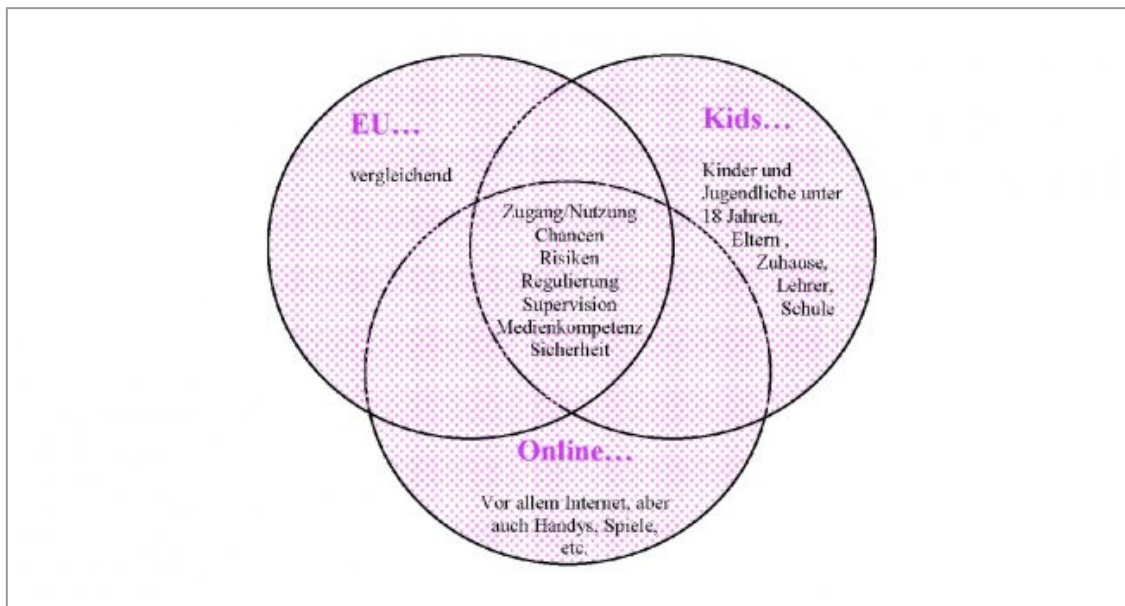 EU...
vergleichend
Kids...
Kinder und
Jugendliche unter
18 Jahren,
Eltern ,
Zuhause,
Lehrer,
Schule
Zugang/Nutzung
Chancen
Risiken
Regulierung
Supervision
Medienkompetenz
Sicherheit
Online...
Vor allem Internet, aber
auch Handys, Spiele,
etc.